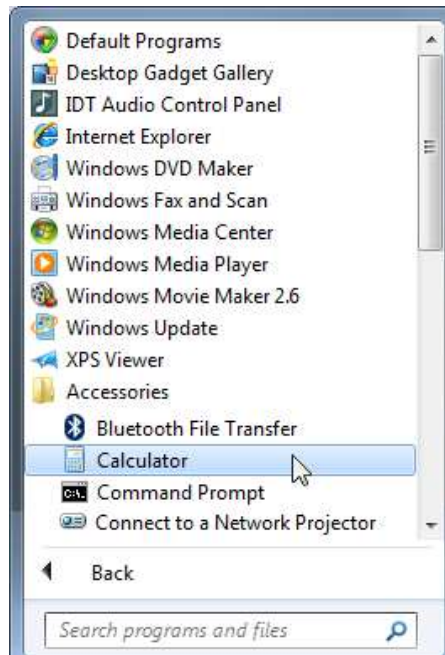 Default Programs
Desktop Gadget Gallery
IDT Audio Control Panel
Internet Explorer
Windows DVD Maker
Windows Fax and Scan
Windows Media Center
Windows Media Player
Windows Movie Maker 2.6
Windows Update
XPS Viewer
Accessories
Bluetooth File Transfer
Calculator
Command Prompt
Connect to a Network Projector
Back
Search programs and files